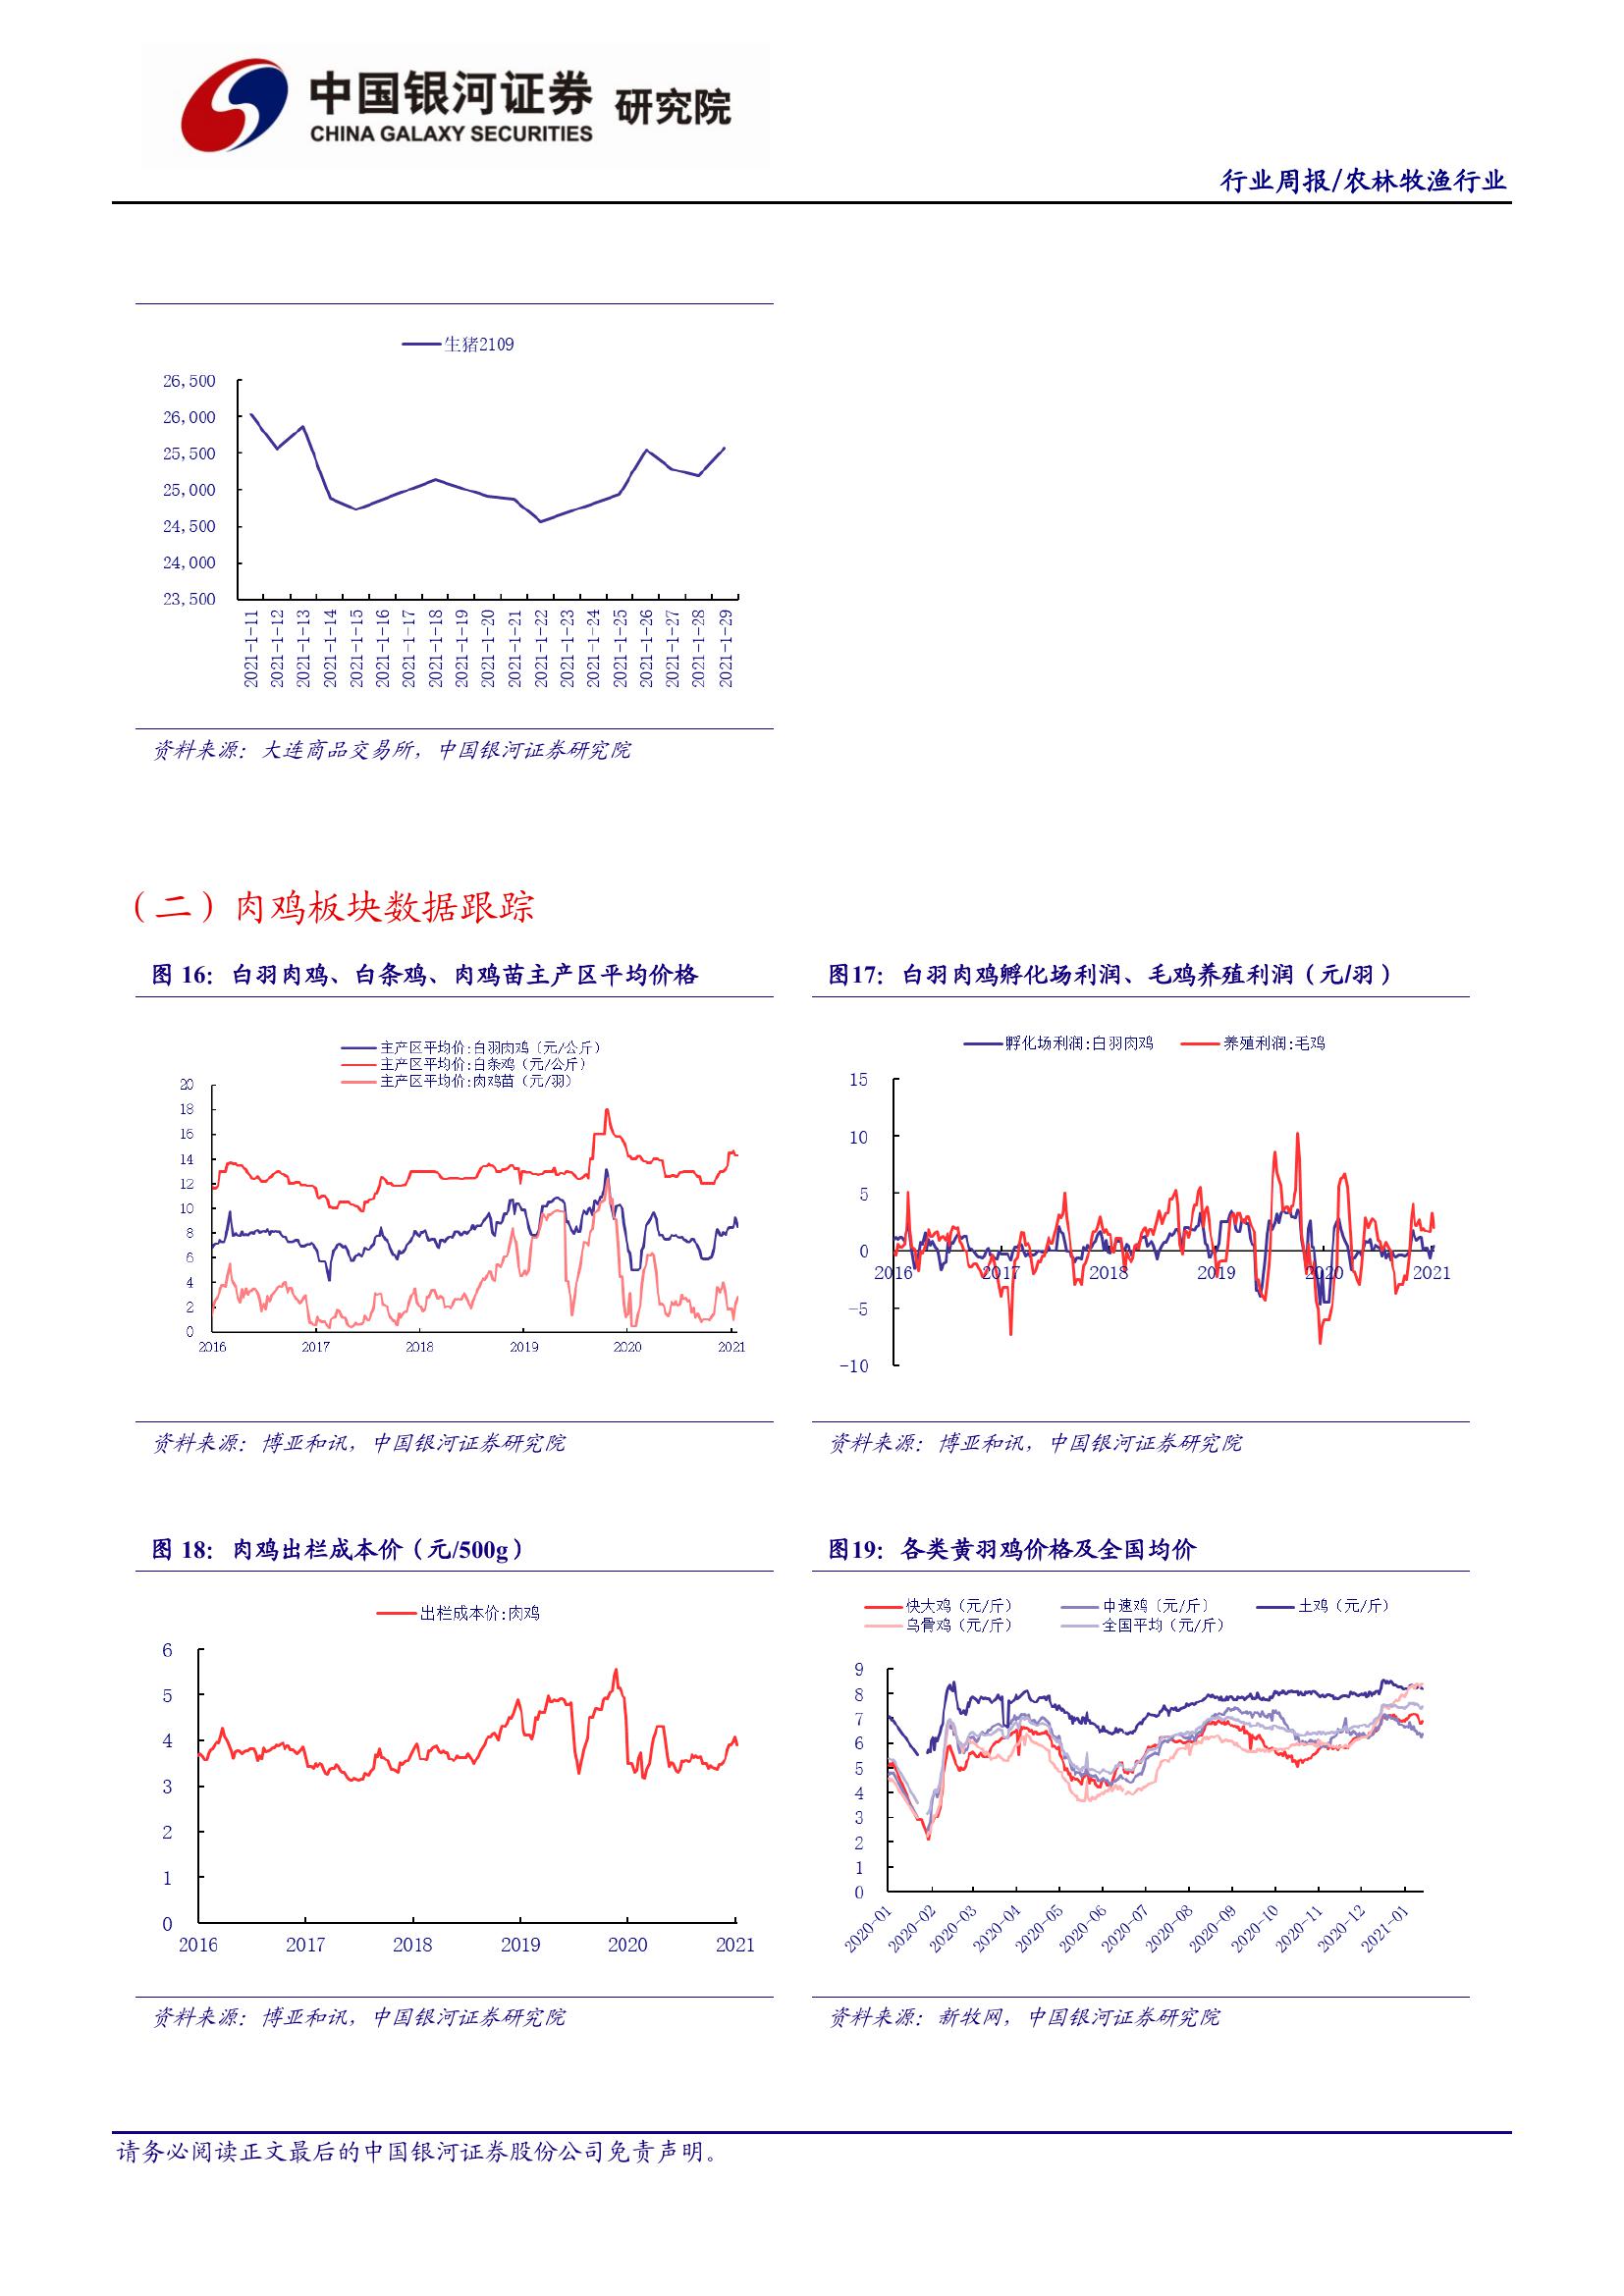 中国银河证券 研究院
CHINA GALAXY SECURITIES
行业周报/农林牧渔行业
生猪2109
26,500
26,000
25,500
25,000
24,500
24,000
23,500
2021-1-11
2021-1-12
2021-1-13
2021-1-14
2021-1-15
2021-1-16
2021-1-17
2021-1-18
2021-1-19
2021-1-20
2021-1-21
2021-1-22
2021-1-23
2021-1-24
2021-1-25
2021-1-26
2021-1-27
2021-1-28
2021-1-29
资料来源：大连商品交易所，中国银河证券研究院
（二）肉鸡板块数据跟踪
图 16：白羽肉鸡、白条鸡、肉鸡苗主产区平均价格
主产区平均价:白羽肉鸡（元/公斤）
主产区平均价:白条鸡（元/公斤）
主产区平均价:肉鸡苗（元/羽）
20
18
16
14
12
10
8
6
4
2
0
2016 2017 2018 2019 2020 2021
资料来源：博亚和讯，中国银河证券研究院
图17：白羽肉鸡孵化场利润、毛鸡养殖利润（元/羽）
孵化场利润:白羽肉鸡 养殖利润:毛鸡
15
10
5
0
-5
-10
2016 2017 2018 2019 2020 2021
资料来源：博亚和讯，中国银河证券研究院
图 18：肉鸡出栏成本价（元/500g）
出栏成本价:肉鸡
6
5
4
3
2
1
0
2016 2017 2018 2019 2020 2021
资料来源：博亚和讯，中国银河证券研究院
图19：各类黄羽鸡价格及全国均价
快大鸡（元/斤） 中速鸡（元/斤） 土鸡（元/斤）
乌骨鸡（元/斤） 全国平均（元/斤）
9
8
7
6
5
4
3
2
1
0
2020-01
2020-02
2020-03
2020-04
2020-05
2020-06
2020-07
2020-08
2020-09
2020-10
2020-11
2020-12
2021-01
资料来源：新牧网，中国银河证券研究院
请务必阅读正文最后的中国银河证券股份公司免责声明。